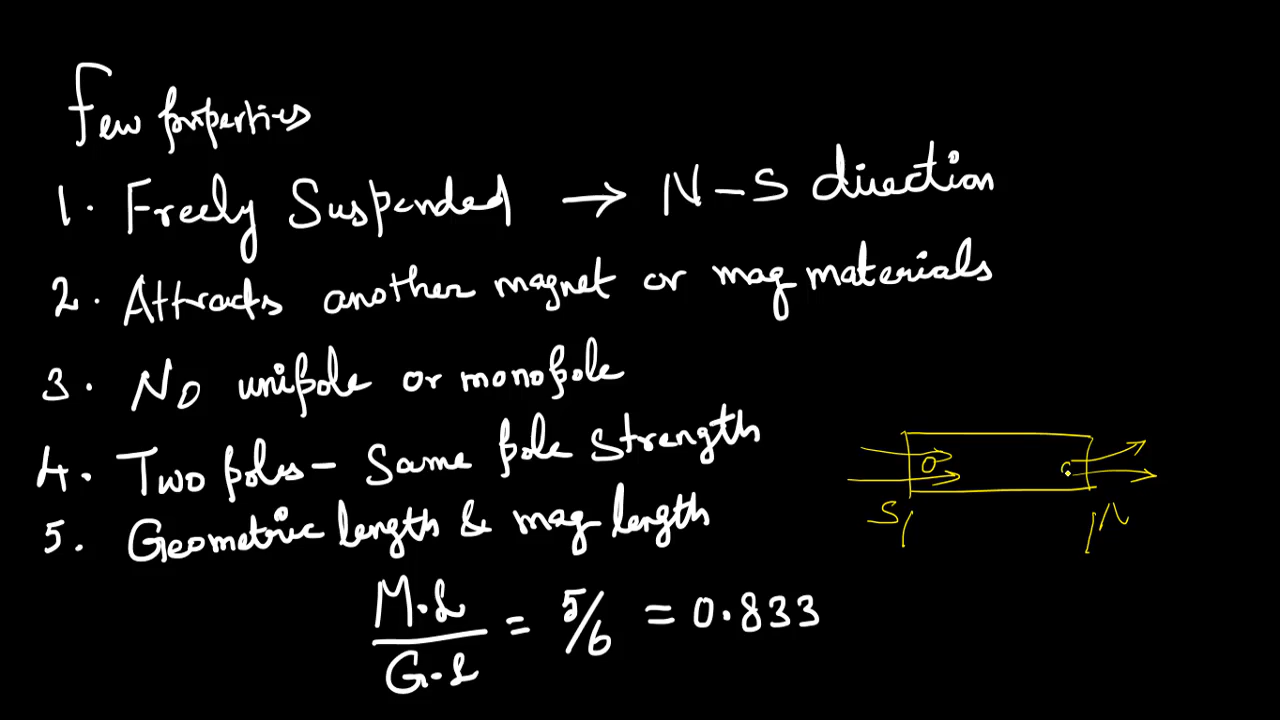 Few properties
1. Freely Suspended → N-S direction
2. Attracts another magnet or mag materials
3. No unipole or monopole
4. Two poles - Same pole strength
5. Geometric length & mag length
S N
M.L/G.L = 5/6 = 0.833